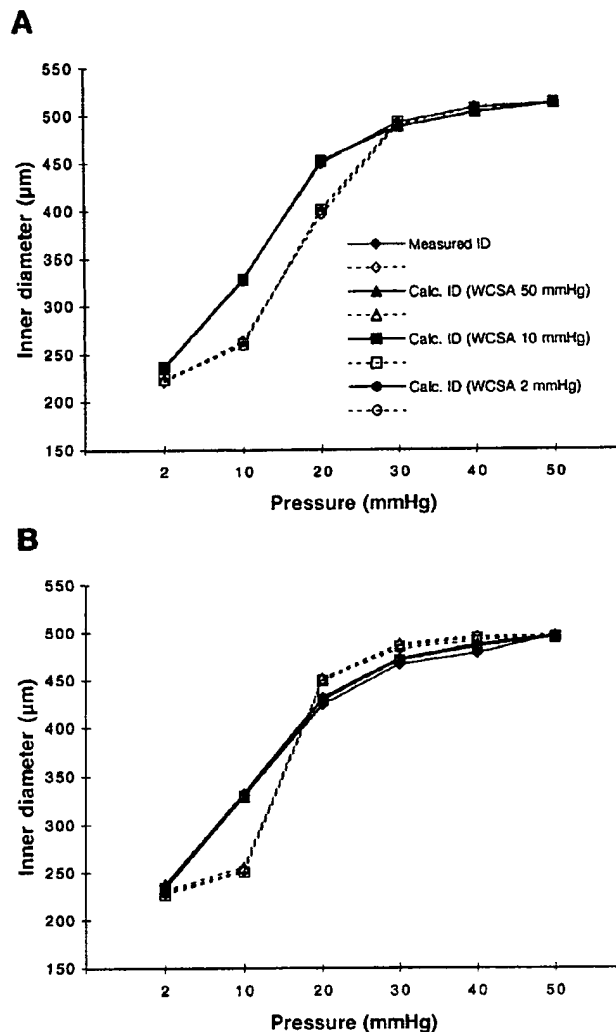 A
550
500
450
400
350
300
250
200
150
Inner diameter (µm)
Measured ID
Calc. ID (WCSA 50 mmHg)
Calc. ID (WCSA 10 mmHg)
Calc. ID (WCSA 2 mmHg)
2 10 20 30 40 50
Pressure (mmHg)
B
550
500
450
400
350
300
250
200
150
Inner diameter (µm)
2 10 20 30 40 50
Pressure (mmHg)